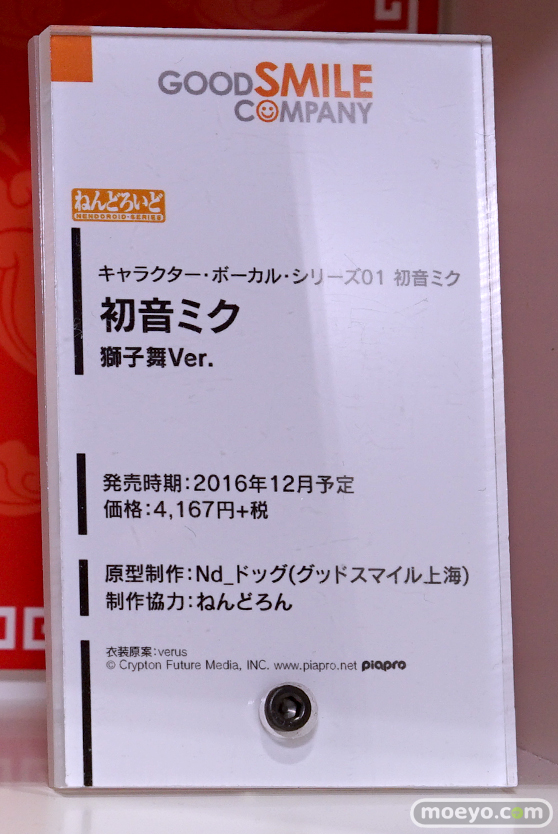 GOODSMILE
COMPANY
ねんどろいど
NENDOROID-SERIES
キャラクター・ボーカル・シリーズ01 初音ミク
初音ミク
獅子舞Ver.
発売時期:2016年12月予定
価格:4,167円+税
原型制作:Nd_ドッグ(グッドスマイル上海)
制作協力:ねんどろん
衣装原案:verus
© Crypton Future Media, INC. www.piapro.net piapro
moeyo.com